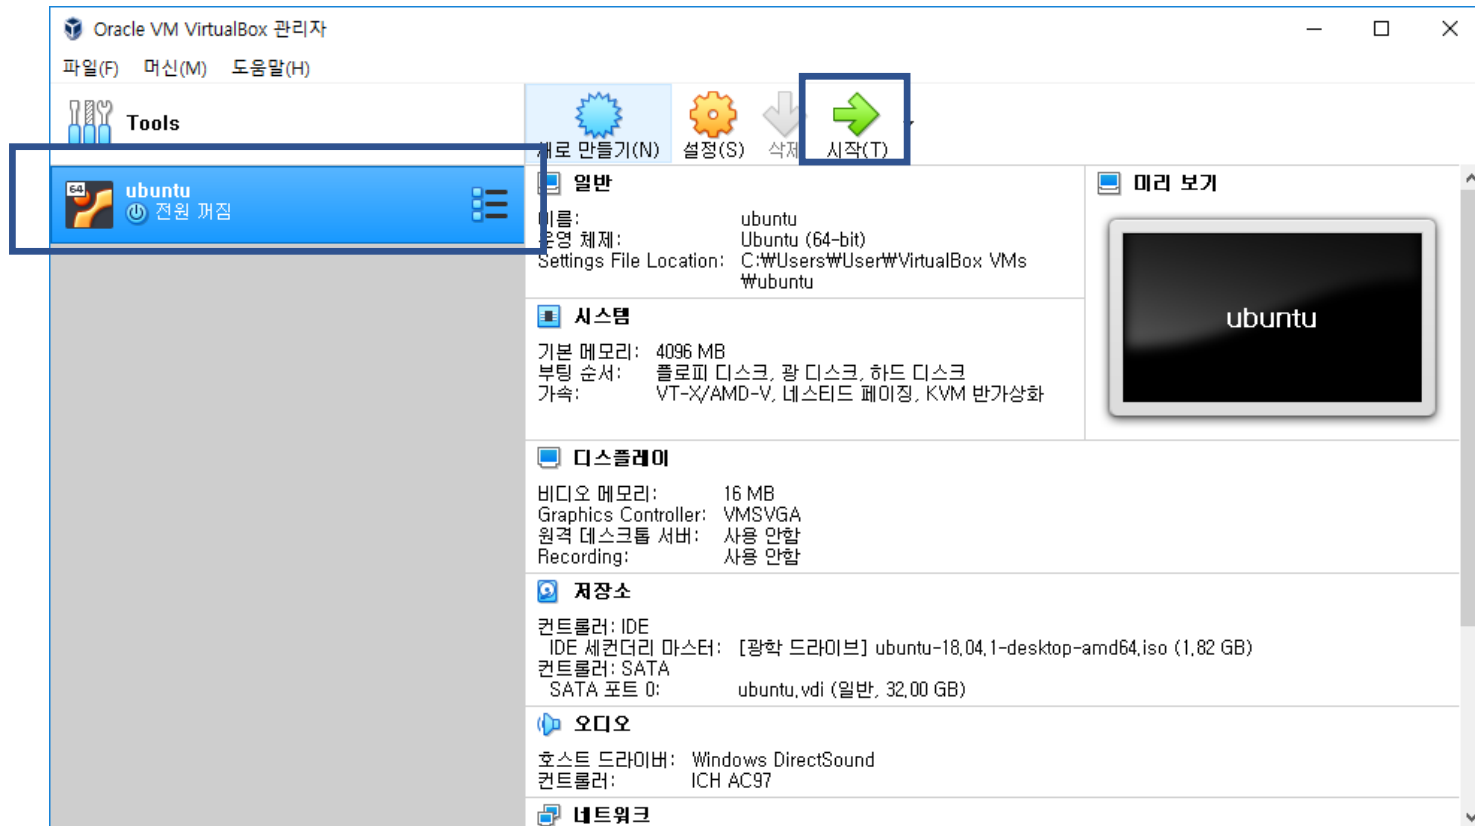 Oracle VM VirtualBox 관리자
파일(F) 머신(M) 도움말(H)
Tools
새로 만들기(N) 설정(S) 삭제 시작(T)
64
ubuntu
전원 꺼짐
일반
이름: ubuntu
운영 체제: Ubuntu (64-bit)
Settings File Location: C:₩Users₩User₩VirtualBox VMs
₩ubuntu
미리 보기
ubuntu
시스템
기본 메모리: 4096 MB
부팅 순서: 플로피 디스크, 광 디스크, 하드 디스크
가속: VT-x/AMD-V, 네스티드 페이징, KVM 반가상화
디스플레이
비디오 메모리: 16 MB
Graphics Controller: VMSVGA
원격 데스크톱 서버: 사용 안함
Recording: 사용 안함
저장소
컨트롤러: IDE
IDE 세컨더리 마스터: [광학 드라이브] ubuntu-18.04.1-desktop-amd64.iso (1.82 GB)
컨트롤러: SATA
SATA 포트 0: ubuntu.vdi (일반, 32.00 GB)
오디오
호스트 드라이버: Windows DirectSound
컨트롤러: ICH AC97
네트워크